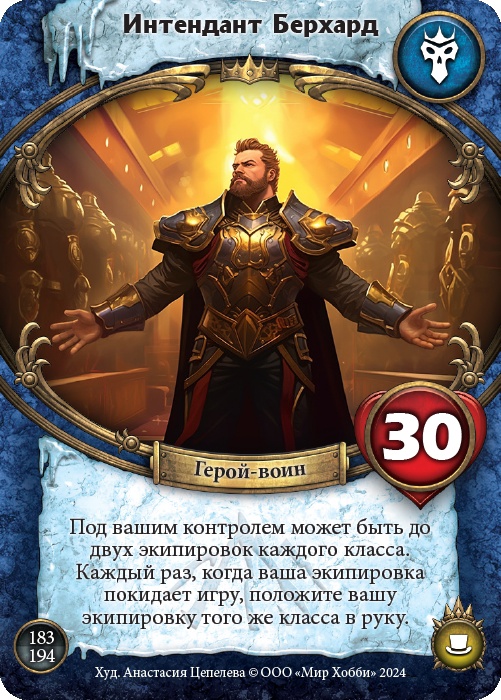 Интендант Берхард
30
Герой-воин
Под вашим контролем может быть до
двух экипировок каждого класса.
Каждый раз, когда ваша экипировка
покидает игру, положите вашу
экипировку того же класса в руку.
183
194
Худ. Анастасия Цепелева © ООО «Мир Хобби» 2024